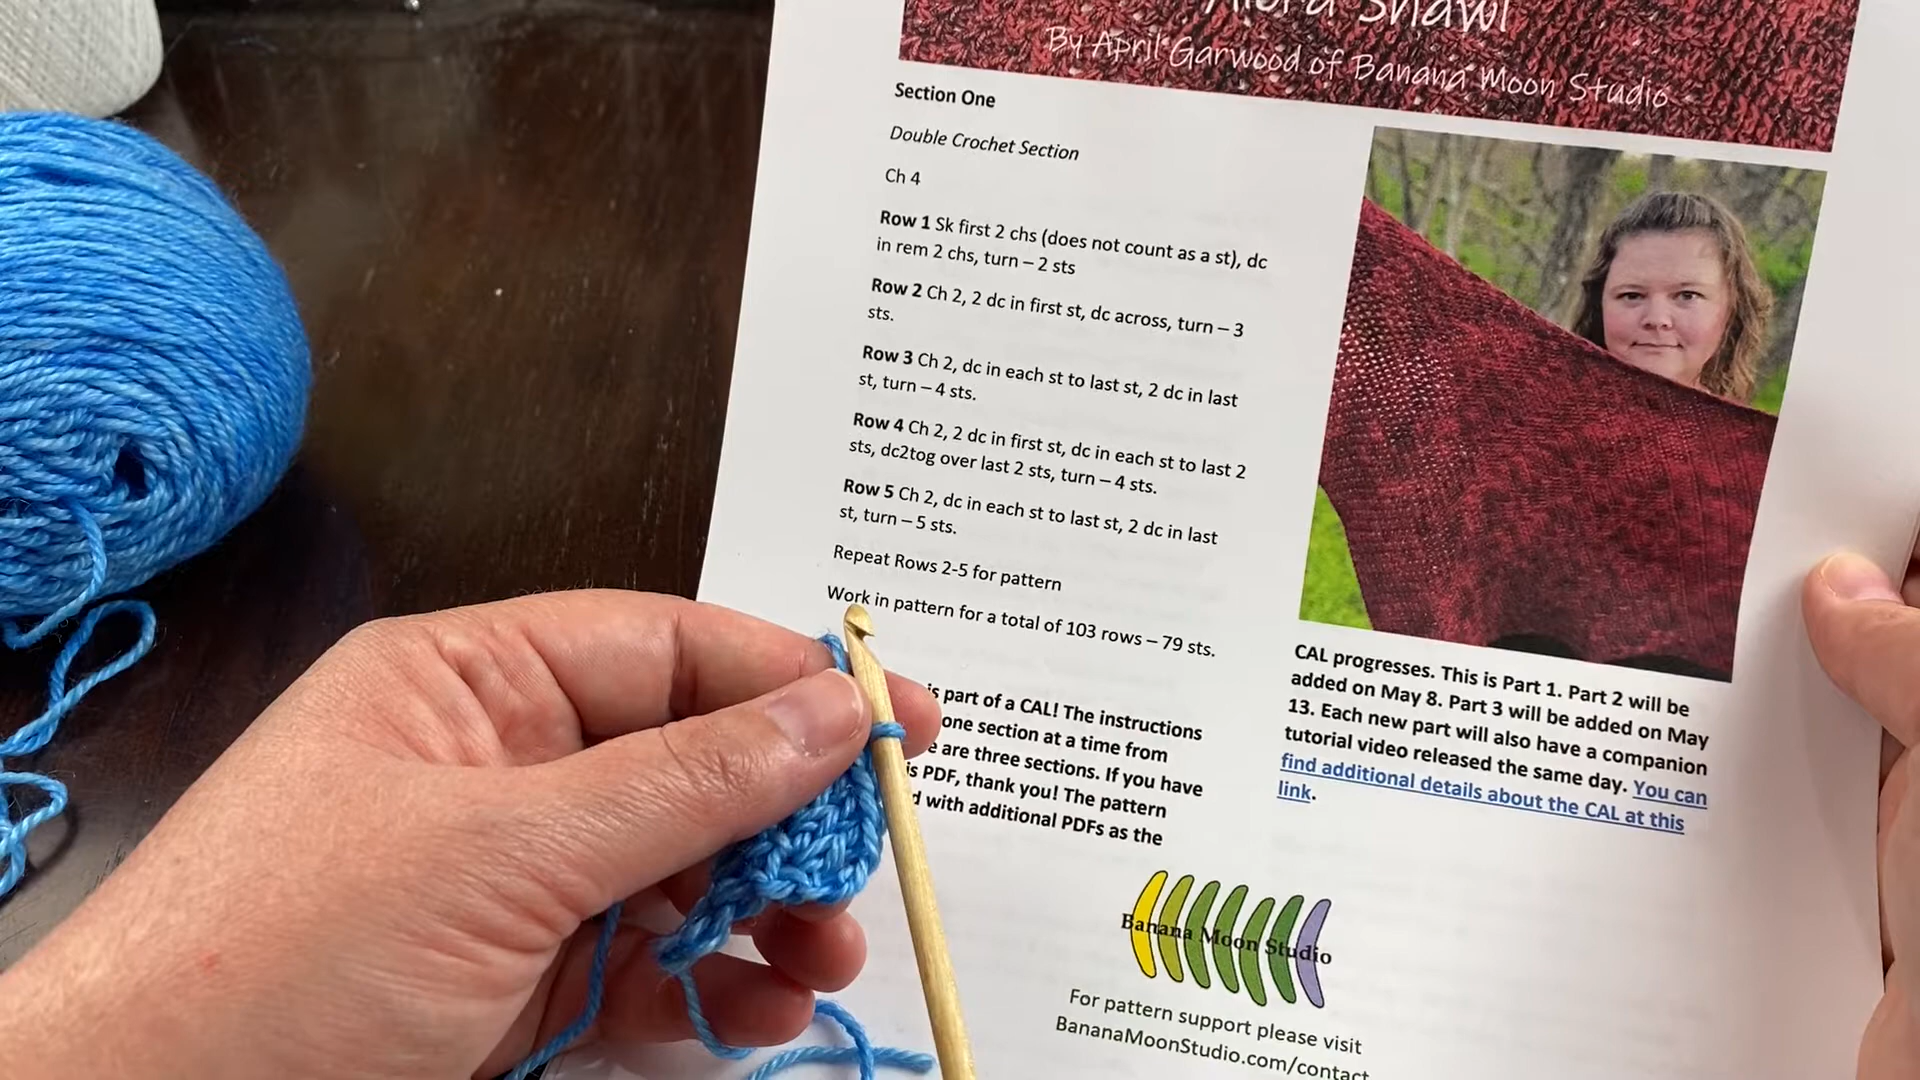 Shawl
By April Garwood of Banana Moon Studio
Section One
Double Crochet Section
Ch 4
Row 1 Sk first 2 chs (does not count as a st), dc
in rem 2 chs, turn – 2 sts
Row 2 Ch 2, 2 dc in first st, dc across, turn – 3
sts.
Row 3 Ch 2, dc in each st to last st, 2 dc in last
st, turn – 4 sts.
Row 4 Ch 2, 2 dc in first st, dc in each st to last 2
sts, dc2tog over last 2 sts, turn – 4 sts.
Row 5 Ch 2, dc in each st to last st, 2 dc in last
st, turn – 5 sts.
Repeat Rows 2-5 for pattern
Work in pattern for a total of 103 rows – 79 sts.
is part of a CAL! The instructions
one section at a time from
are three sections. If you have
PDF, thank you! The pattern
with additional PDFs as the
CAL progresses. This is Part 1. Part 2 will be
added on May 8. Part 3 will be added on May
13. Each new part will also have a companion
tutorial video released the same day. You can
find additional details about the CAL at this
link.
Banana Moon Studio
For pattern support please visit
BananaMoonStudio.com/contact